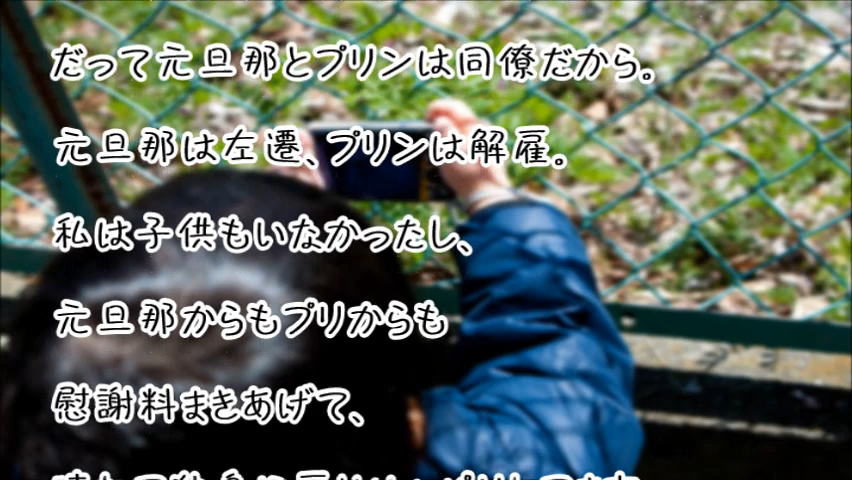 だって元旦那とプリンは同僚だから。
元旦那は左遷、プリンは解雇。
私は子供もいなかったし、
元旦那からもプリからも
慰謝料まきあげて、